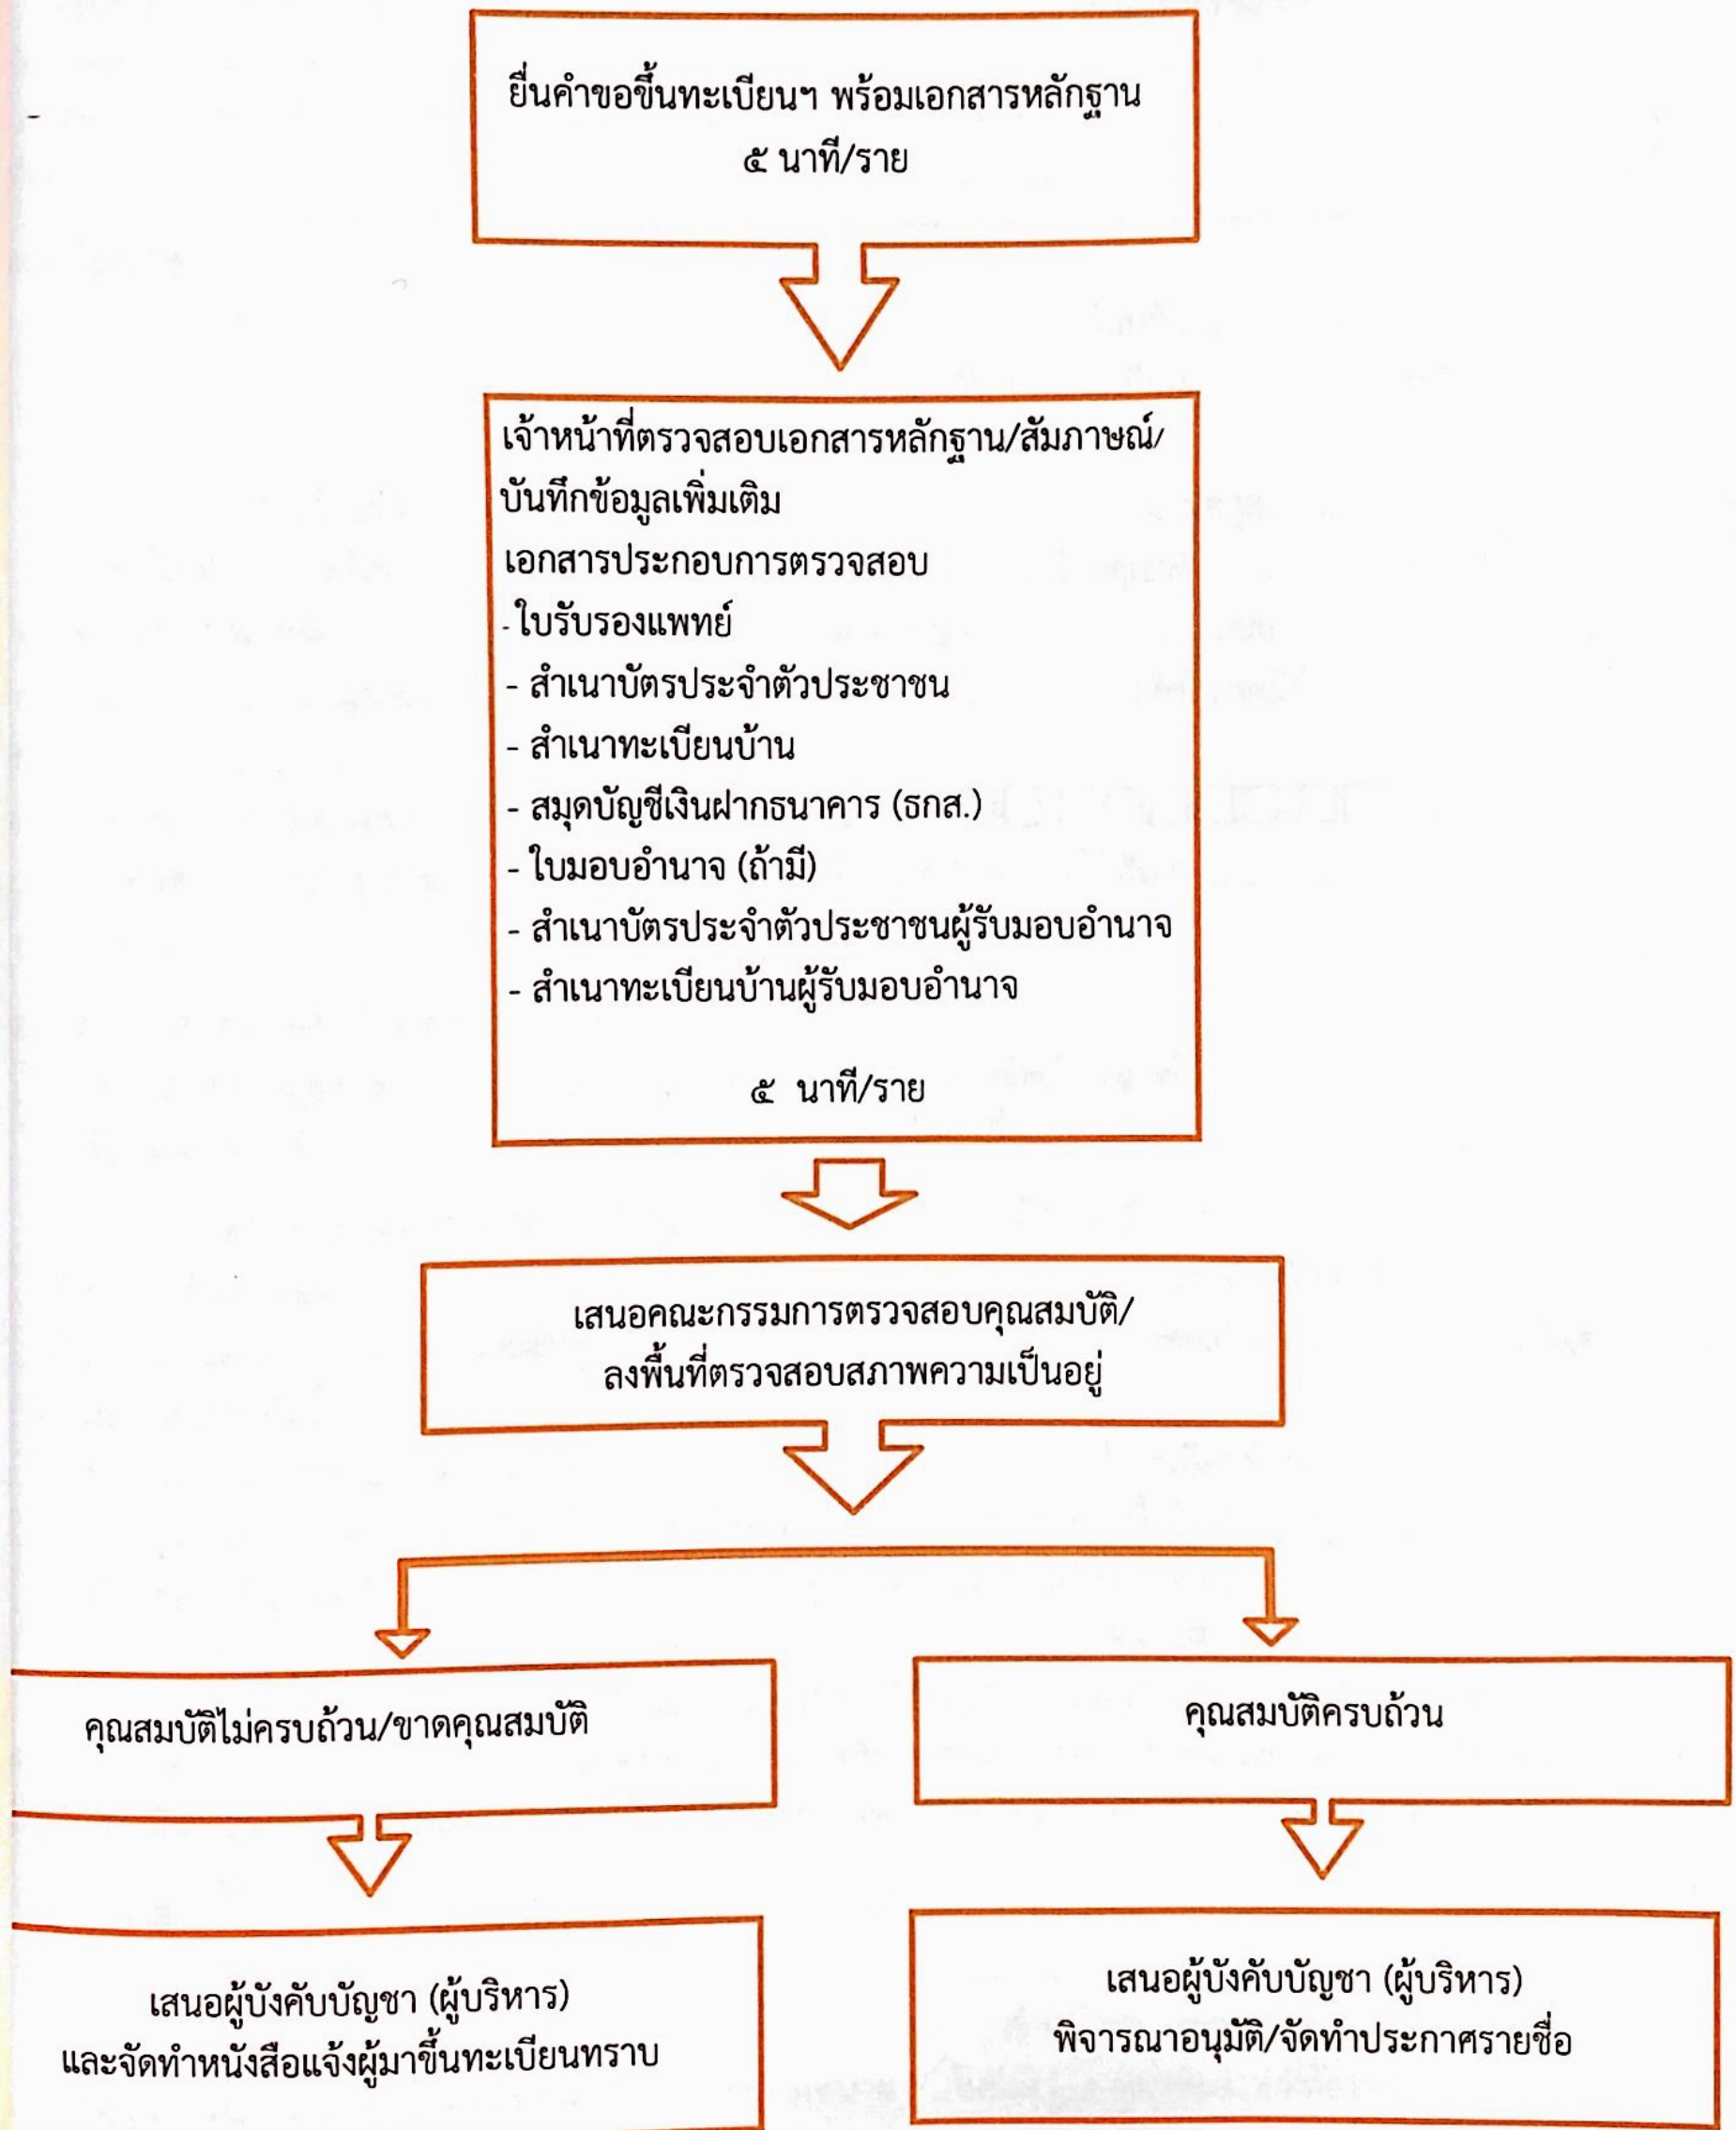 ยื่นคำขอขึ้นทะเบียนฯ พร้อมเอกสารหลักฐาน
๕ นาที/ราย
เจ้าหน้าที่ตรวจสอบเอกสารหลักฐาน/สัมภาษณ์/
บันทึกข้อมูลเพิ่มเติม
เอกสารประกอบการตรวจสอบ
- ใบรับรองแพทย์
- สำเนาบัตรประจำตัวประชาชน
- สำเนาทะเบียนบ้าน
- สมุดบัญชีเงินฝากธนาคาร (ธกส.)
- ใบมอบอำนาจ (ถ้ามี)
- สำเนาบัตรประจำตัวประชาชนผู้รับมอบอำนาจ
- สำเนาทะเบียนบ้านผู้รับมอบอำนาจ
๕ นาที/ราย
เสนอคณะกรรมการตรวจสอบคุณสมบัติ/
ลงพื้นที่ตรวจสอบสภาพความเป็นอยู่
คุณสมบัติไม่ครบถ้วน/ขาดคุณสมบัติ
คุณสมบัติครบถ้วน
เสนอผู้บังคับบัญชา (ผู้บริหาร)
และจัดทำหนังสือแจ้งผู้มาขึ้นทะเบียนทราบ
เสนอผู้บังคับบัญชา (ผู้บริหาร)
พิจารณาอนุมัติ/จัดทำประกาศรายชื่อ